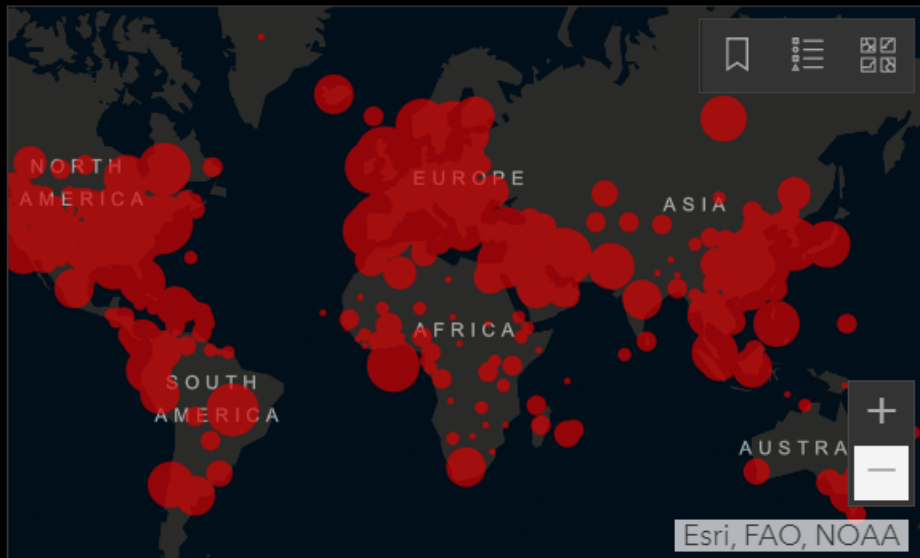 NORTH
AMERICA
EUROPE
ASIA
AFRICA
SOUTH
AMERICA
AUSTRA
Esri, FAO, NOAA